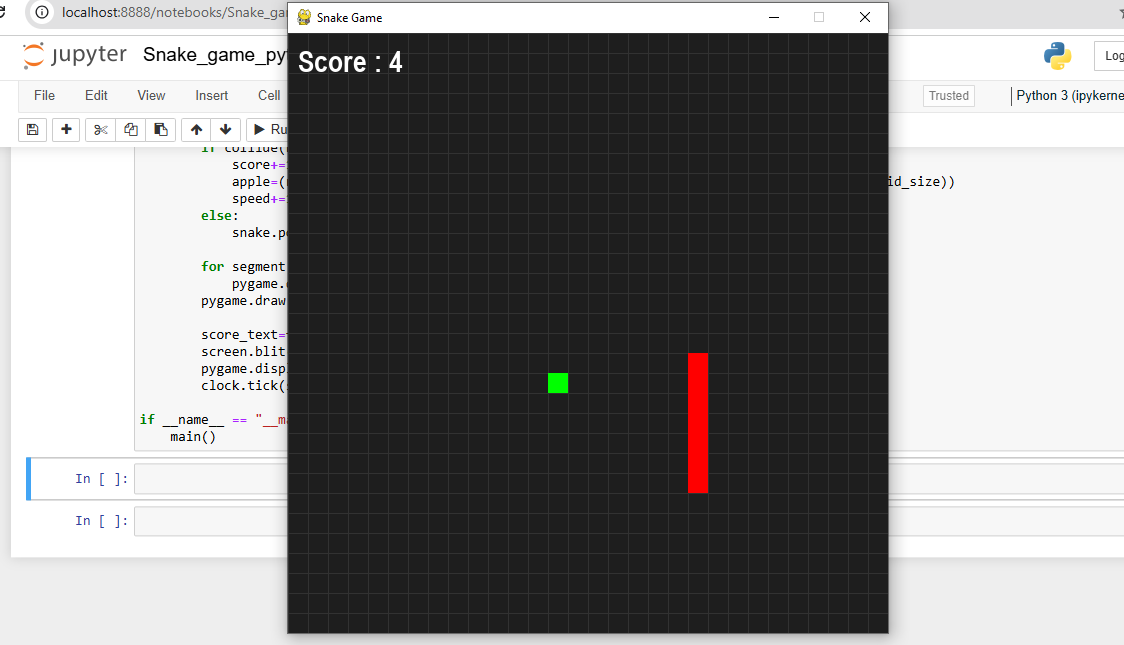 localhost:8888/notebooks/Snake_ga
Snake Game
Score : 4
jupyter Snake_game_py
Log
File Edit View Insert Cell
Trusted
Python 3 (ipykerne
Ru
if collide(
score+=
apple=(
id_size))
speed+=
else:
snake.p
for segment
pygame.
pygame.draw
score_text=
screen.blit
pygame.disp
clock.tick(
if __name__ == "__m
main()
In [ ]:
In [ ]: